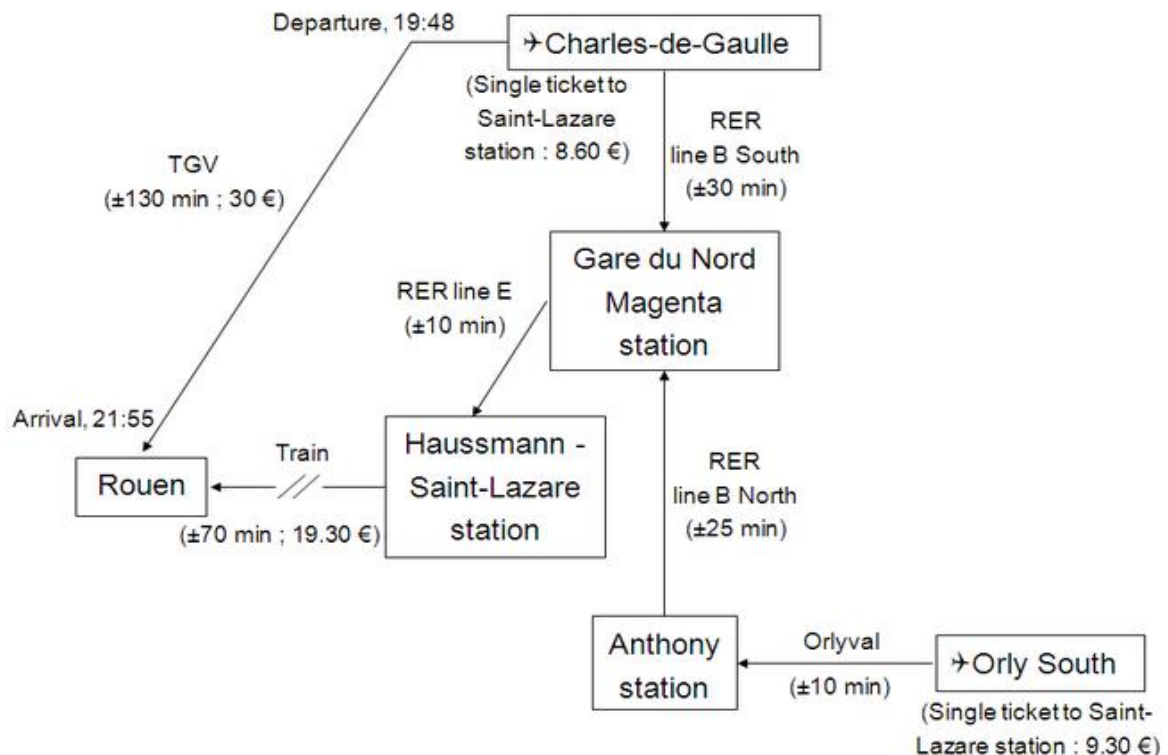 Departure, 19:48
✈Charles-de-Gaulle
(Single ticket to
Saint-Lazare
station : 8.60 €)
RER
line B South
(±30 min)
TGV
(±130 min ; 30 €)
Gare du Nord
Magenta
station
RER line E
(±10 min)
Arrival, 21:55
Rouen
Train
(±70 min ; 19.30 €)
Haussmann -
Saint-Lazare
station
RER
line B North
(±25 min)
Anthony
station
Orlyval
(±10 min)
✈Orly South
(Single ticket to Saint-
Lazare station : 9.30 €)